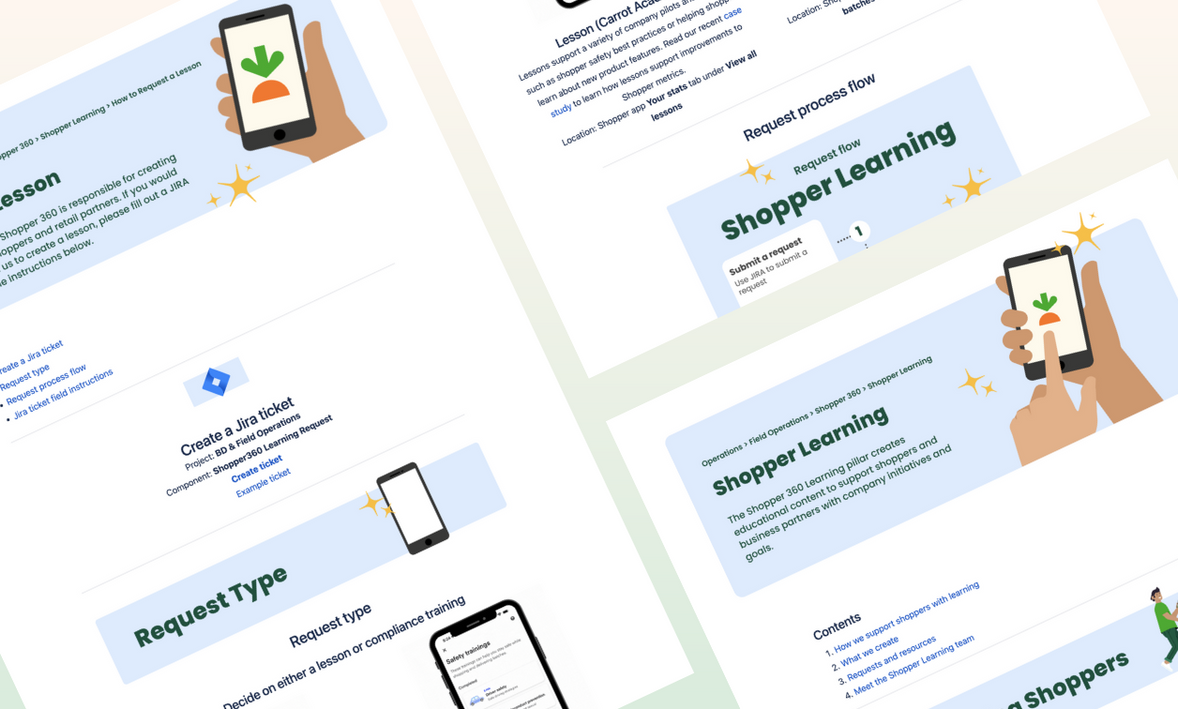 Shopper 360 > Shopper Learning > How to Request a Lesson
Lesson
Shopper 360 is responsible for creating
shoppers and retail partners. If you would
us to create a lesson, please fill out a JIRA
instructions below.
Create a Jira ticket
Request type
Request process flow
Jira ticket field instructions
Create a Jira ticket
Project: BD & Field Operations
Component: Shopper360 Learning Request
Create ticket
Example ticket
Request Type
Request type
Decide on either a lesson or compliance training
Safety trainings
Completed
Driver safety
Lesson (Carrot Aca
Lessons support a variety of company pilots and
such as shopper safety best practices or helping shop
learn about new product features. Read our recent case
study to learn how lessons support improvements to
Shopper metrics.
Location: Shopper app Your stats tab under View all
lessons
Location: Sho
batches
Request process flow
Request flow
Shopper Learning
Submit a request
Use JIRA to submit a
request
1
Operations > Field Operations > Shopper 360 > Shopper Learning
Shopper Learning
The Shopper 360 Learning pillar creates
educational content to support shoppers and
business partners with company initiatives and
goals.
Contents
1. How we support shoppers with learning
2. What we create
3. Requests and resources
4. Meet the Shopper Learning team
g Shoppers